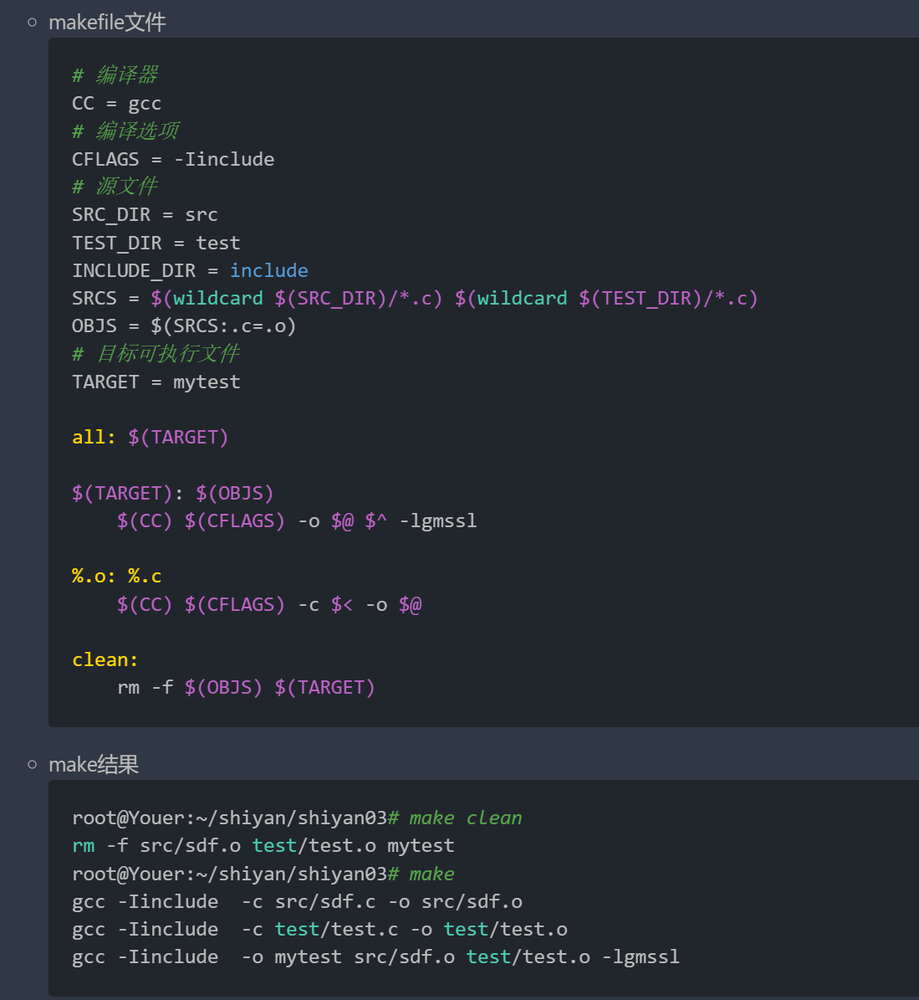 makefile文件
# 编译器
CC = gcc
# 编译选项
CFLAGS = -Iinclude
# 源文件
SRC_DIR = src
TEST_DIR = test
INCLUDE_DIR = include
SRCS = $(wildcard $(SRC_DIR)/*.c) $(wildcard $(TEST_DIR)/*.c)
OBJS = $(SRCS:.c=.o)
# 目标可执行文件
TARGET = mytest
all: $(TARGET)
$(TARGET): $(OBJS)
    $(CC) $(CFLAGS) -o $@ $^ -lgmssl
%.o: %.c
    $(CC) $(CFLAGS) -c $< -o $@
clean:
    rm -f $(OBJS) $(TARGET)
make结果
root@Youer:~/shiyan/shiyan03# make clean
rm -f src/sdf.o test/test.o mytest
root@Youer:~/shiyan/shiyan03# make
gcc -Iinclude  -c src/sdf.c -o src/sdf.o
gcc -Iinclude  -c test/test.c -o test/test.o
gcc -Iinclude  -o mytest src/sdf.o test/test.o -lgmssl